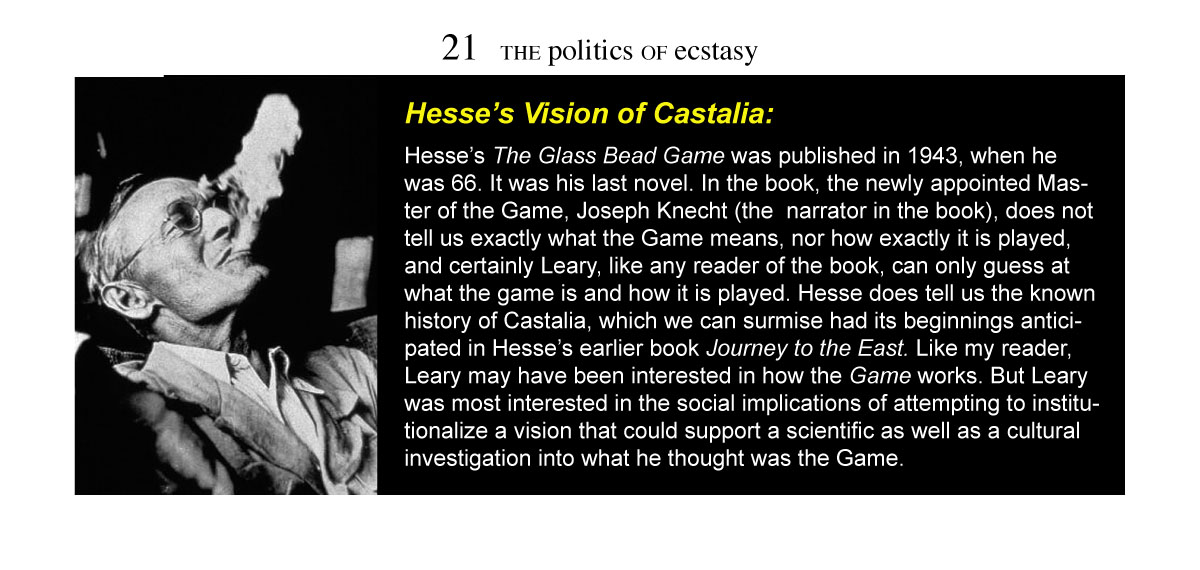 21 THE politics OF ecstasy
Hesse’s Vision of Castalia:
Hesse’s The Glass Bead Game was published in 1943, when he
was 66. It was his last novel. In the book, the newly appointed Mas-
ter of the Game, Joseph Knecht (the  narrator in the book), does not
tell us exactly what the Game means, nor how exactly it is played,
and certainly Leary, like any reader of the book, can only guess at
what the game is and how it is played. Hesse does tell us the known
history of Castalia, which we can surmise had its beginnings antici-
pated in Hesse’s earlier book Journey to the East. Like my reader,
Leary may have been interested in how the Game works. But Leary
was most interested in the social implications of attempting to institu-
tionalize a vision that could support a scientific as well as a cultural
investigation into what he thought was the Game.